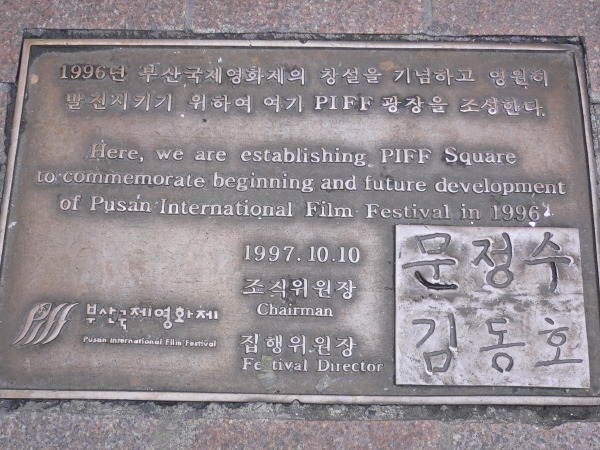 1996년 부산국제영화제의 창설을 기념하고 영원히
발전시키기 위하여 여기 PIFF 광장을 조성한다.
Here, we are establishing PIFF Square
to commemorate beginning and future development
of Pusan International Film Festival in 1996
1997.10.10
조직위원장 문정수
Chairman
집행위원장 김동호
Festival Director
PIFF 부산국제영화제
Pusan International Film Festival